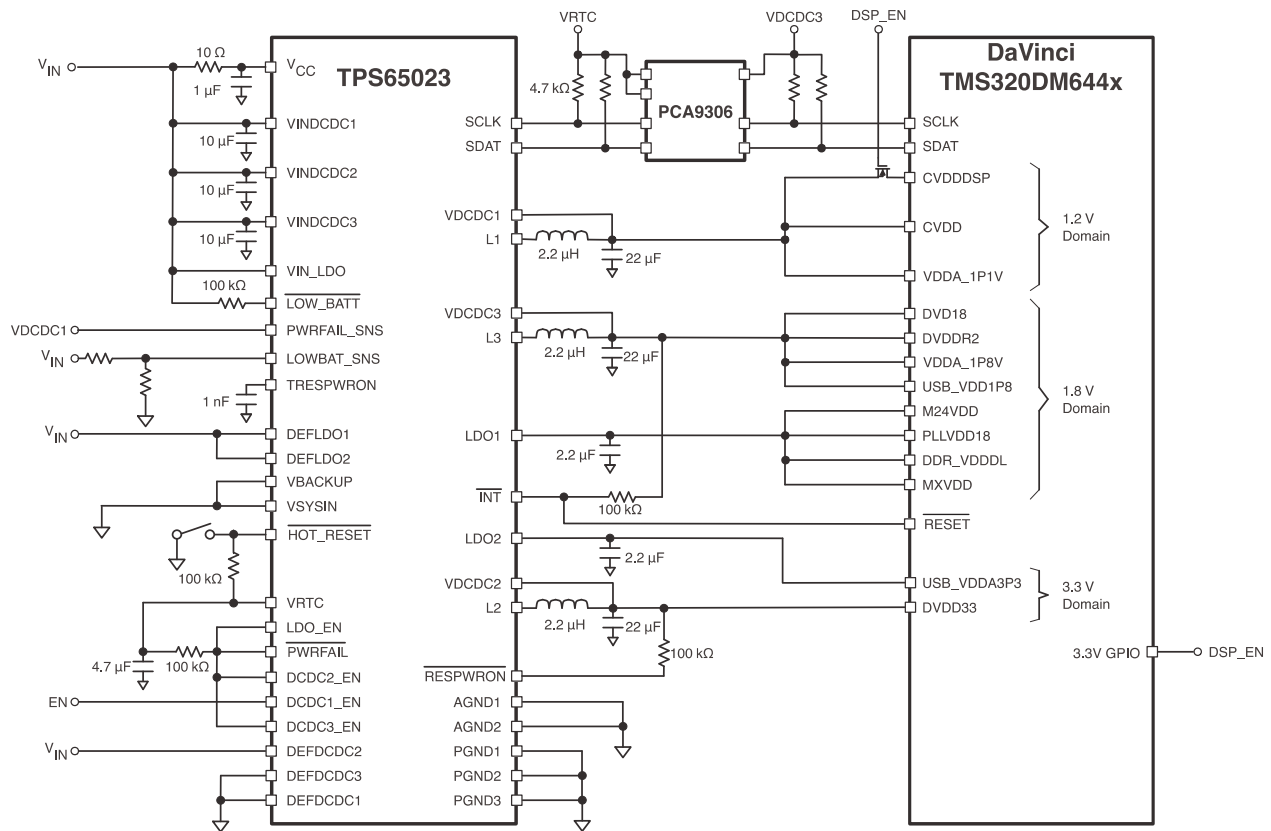 VRTC
VDCDC3
DSP_EN
VIN
10 Ω
1 µF
VCC
TPS65023
4.7 kΩ
PCA9306
DaVinci
TMS320DM644x
10 µF
VINDCDC1
SCLK
SCLK
SDAT
SDAT
10 µF
VINDCDC2
CVDDDSP
10 µF
VINDCDC3
VDCDC1
L1
2.2 µH
22 µF
CVDD
1.2 V
Domain
VIN_LDO
VDDA_1P1V
100 kΩ
LOW_BATT
VDCDC1
PWRFAIL_SNS
VDCDC3
L3
2.2 µH
22 µF
DVD18
DVDDR2
VIN
LOWBAT_SNS
VDDA_1P8V
TRESPWRON
USB_VDD1P8
1 nF
1.8 V
Domain
M24VDD
VIN
DEFLDO1
LDO1
2.2 µF
PLLVDD18
DEFLDO2
DDR_VDDDL
VBACKUP
MXVDD
VSYSIN
INT
100 kΩ
RESET
HOT_RESET
LDO2
2.2 µF
100 kΩ
VDCDC2
USB_VDDA3P3
3.3 V
Domain
VRTC
L2
2.2 µH
22 µF
DVDD33
LDO_EN
4.7 µF
100 kΩ
PWRFAIL
100 kΩ
3.3V GPIO
DSP_EN
DCDC2_EN
RESPWRON
EN
DCDC1_EN
AGND1
DCDC3_EN
AGND2
VIN
DEFDCDC2
PGND1
DEFDCDC3
PGND2
DEFDCDC1
PGND3